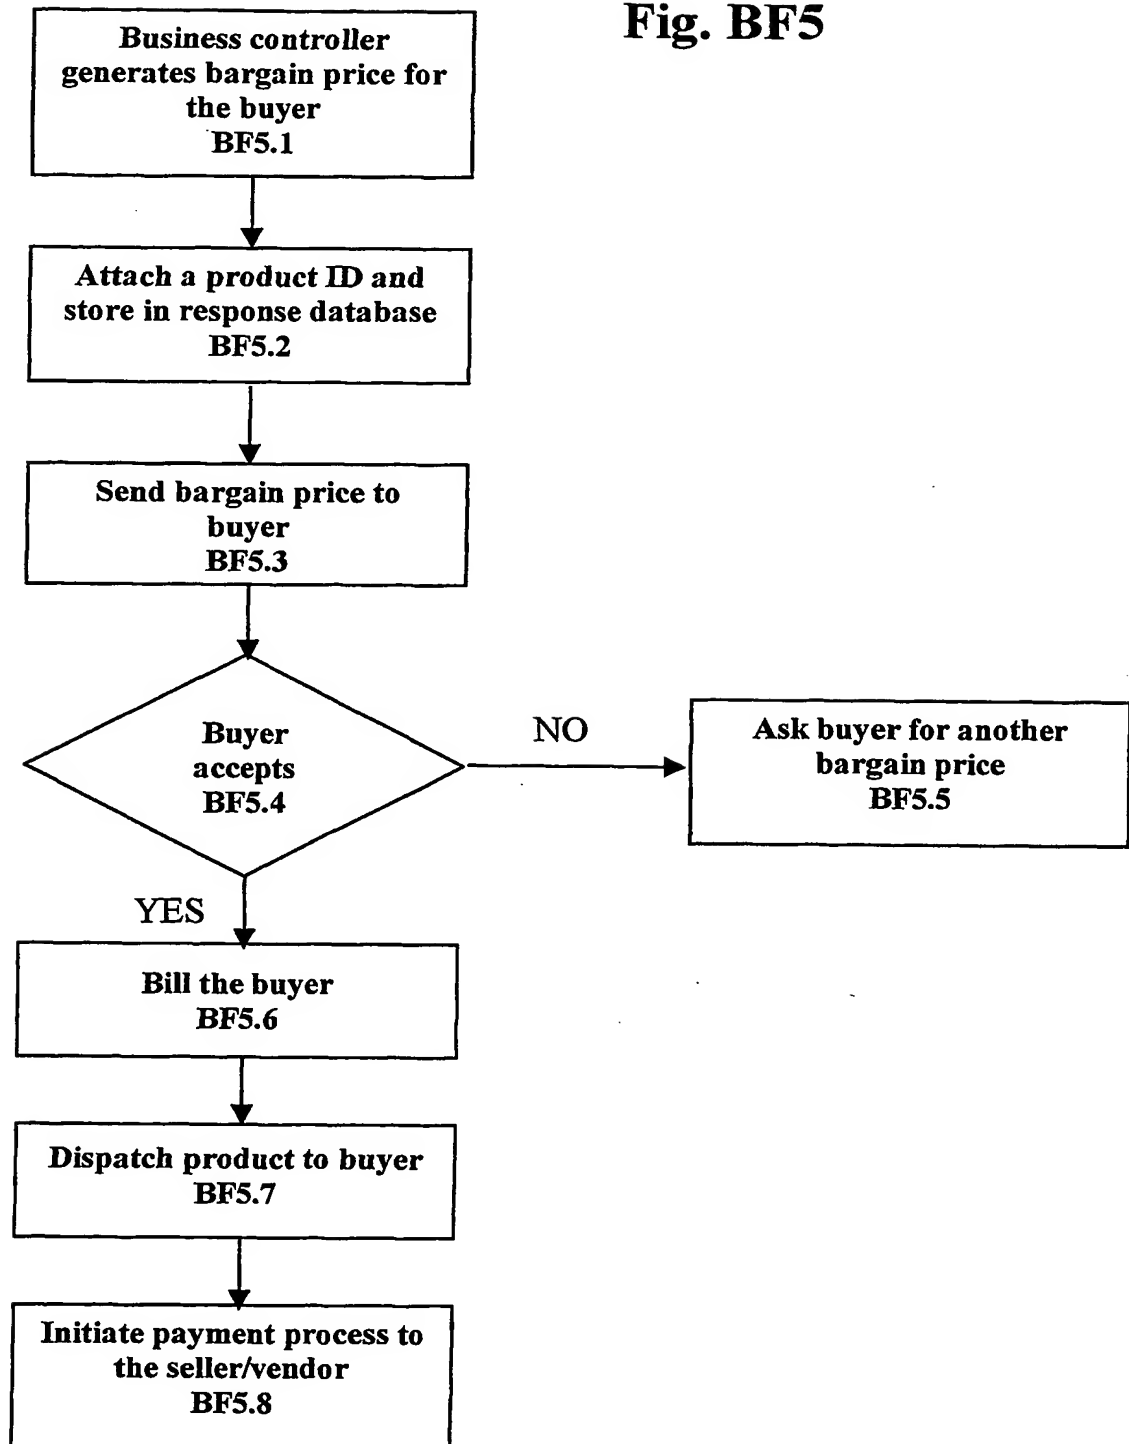 Fig. BF5
Business controller
generates bargain price for
the buyer
BF5.1
Attach a product ID and
store in response database
BF5.2
Send bargain price to
buyer
BF5.3
Buyer
accepts
BF5.4
NO
Ask buyer for another
bargain price
BF5.5
YES
Bill the buyer
BF5.6
Dispatch product to buyer
BF5.7
Initiate payment process to
the seller/vendor
BF5.8